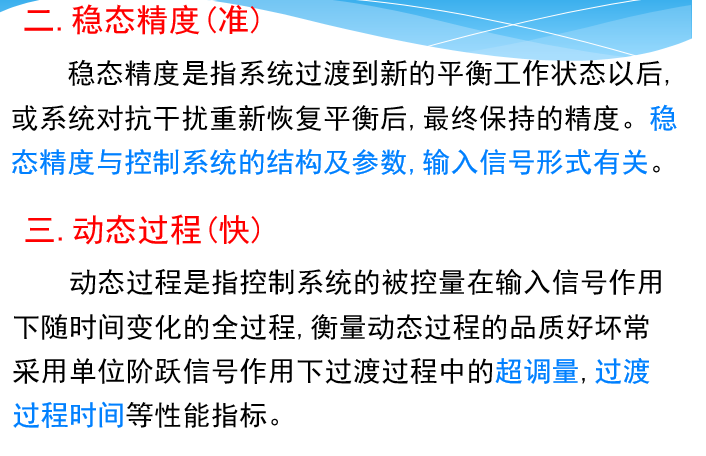 二.稳态精度(准)
稳态精度是指系统过渡到新的平衡工作状态以后,
或系统对抗干扰重新恢复平衡后,最终保持的精度。稳
态精度与控制系统的结构及参数,输入信号形式有关。
三.动态过程(快)
动态过程是指控制系统的被控量在输入信号作用
下随时间变化的全过程,衡量动态过程的品质好坏常
采用单位阶跃信号作用下过渡过程中的超调量,过渡
过程时间等性能指标。